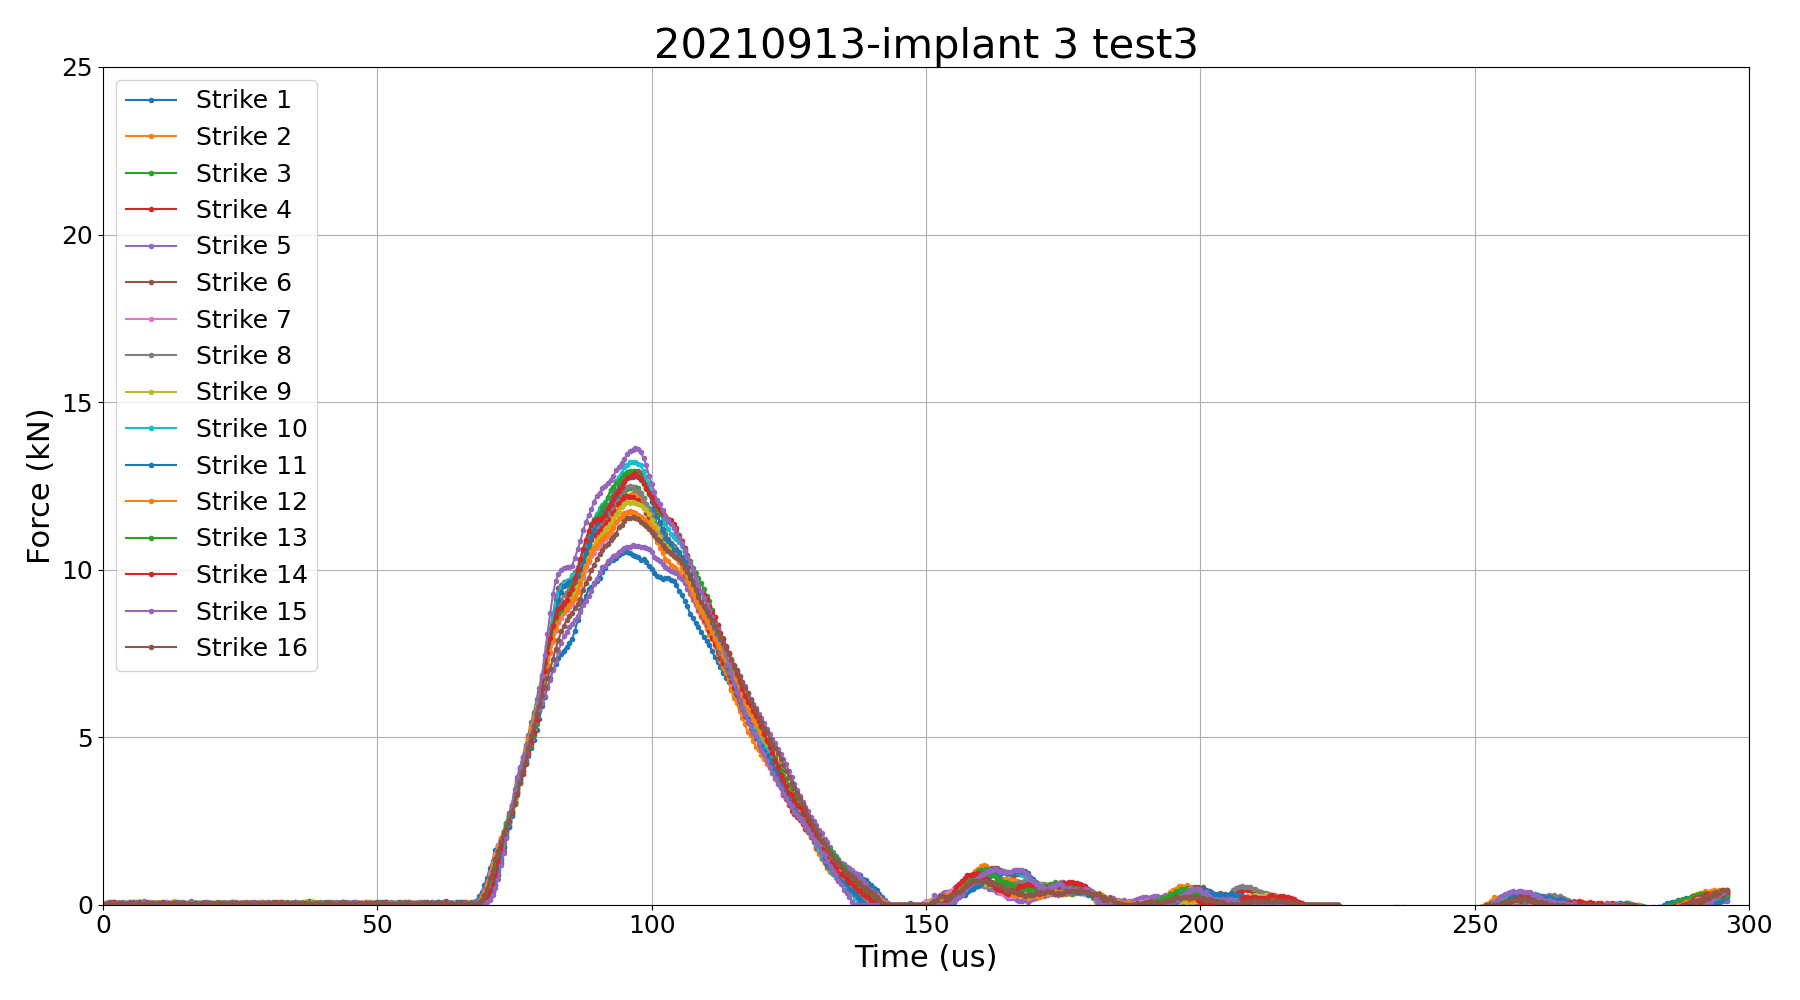 20210913-implant 3 test3
25
20
15
10
5
0
Force (kN)
Strike 1
Strike 2
Strike 3
Strike 4
Strike 5
Strike 6
Strike 7
Strike 8
Strike 9
Strike 10
Strike 11
Strike 12
Strike 13
Strike 14
Strike 15
Strike 16
0 50 100 150 200 250 300
Time (us)